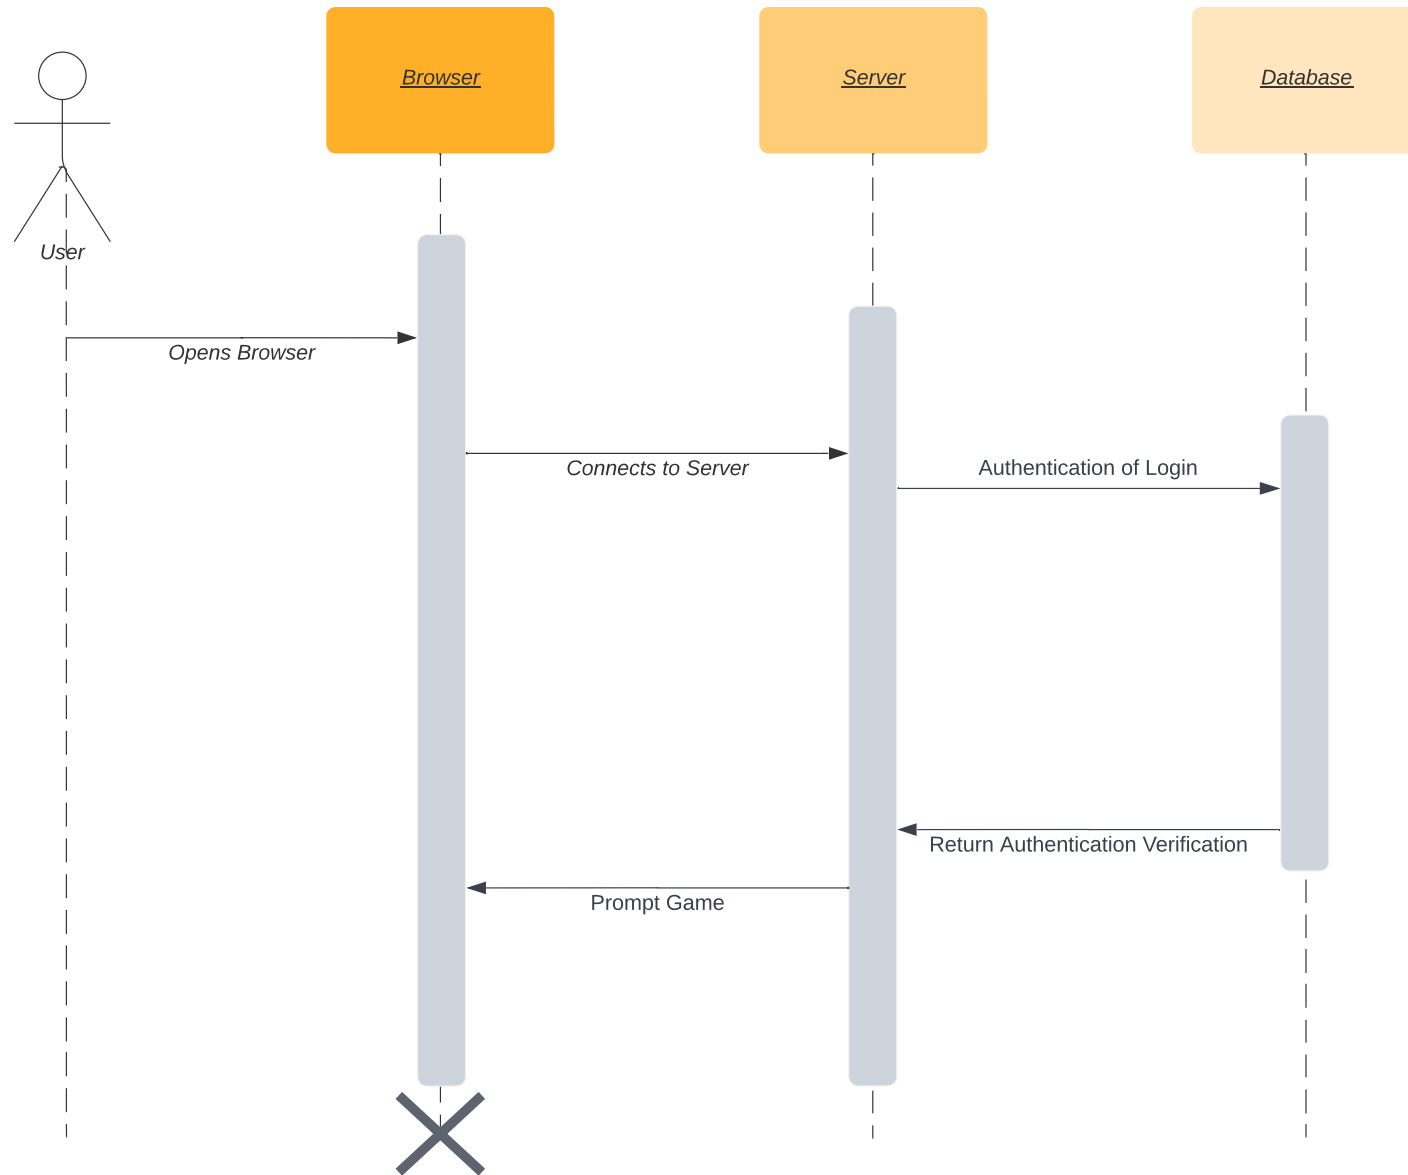 Browser
Server
Database
User
Opens Browser
Connects to Server
Authentication of Login
Return Authentication Verification
Prompt Game